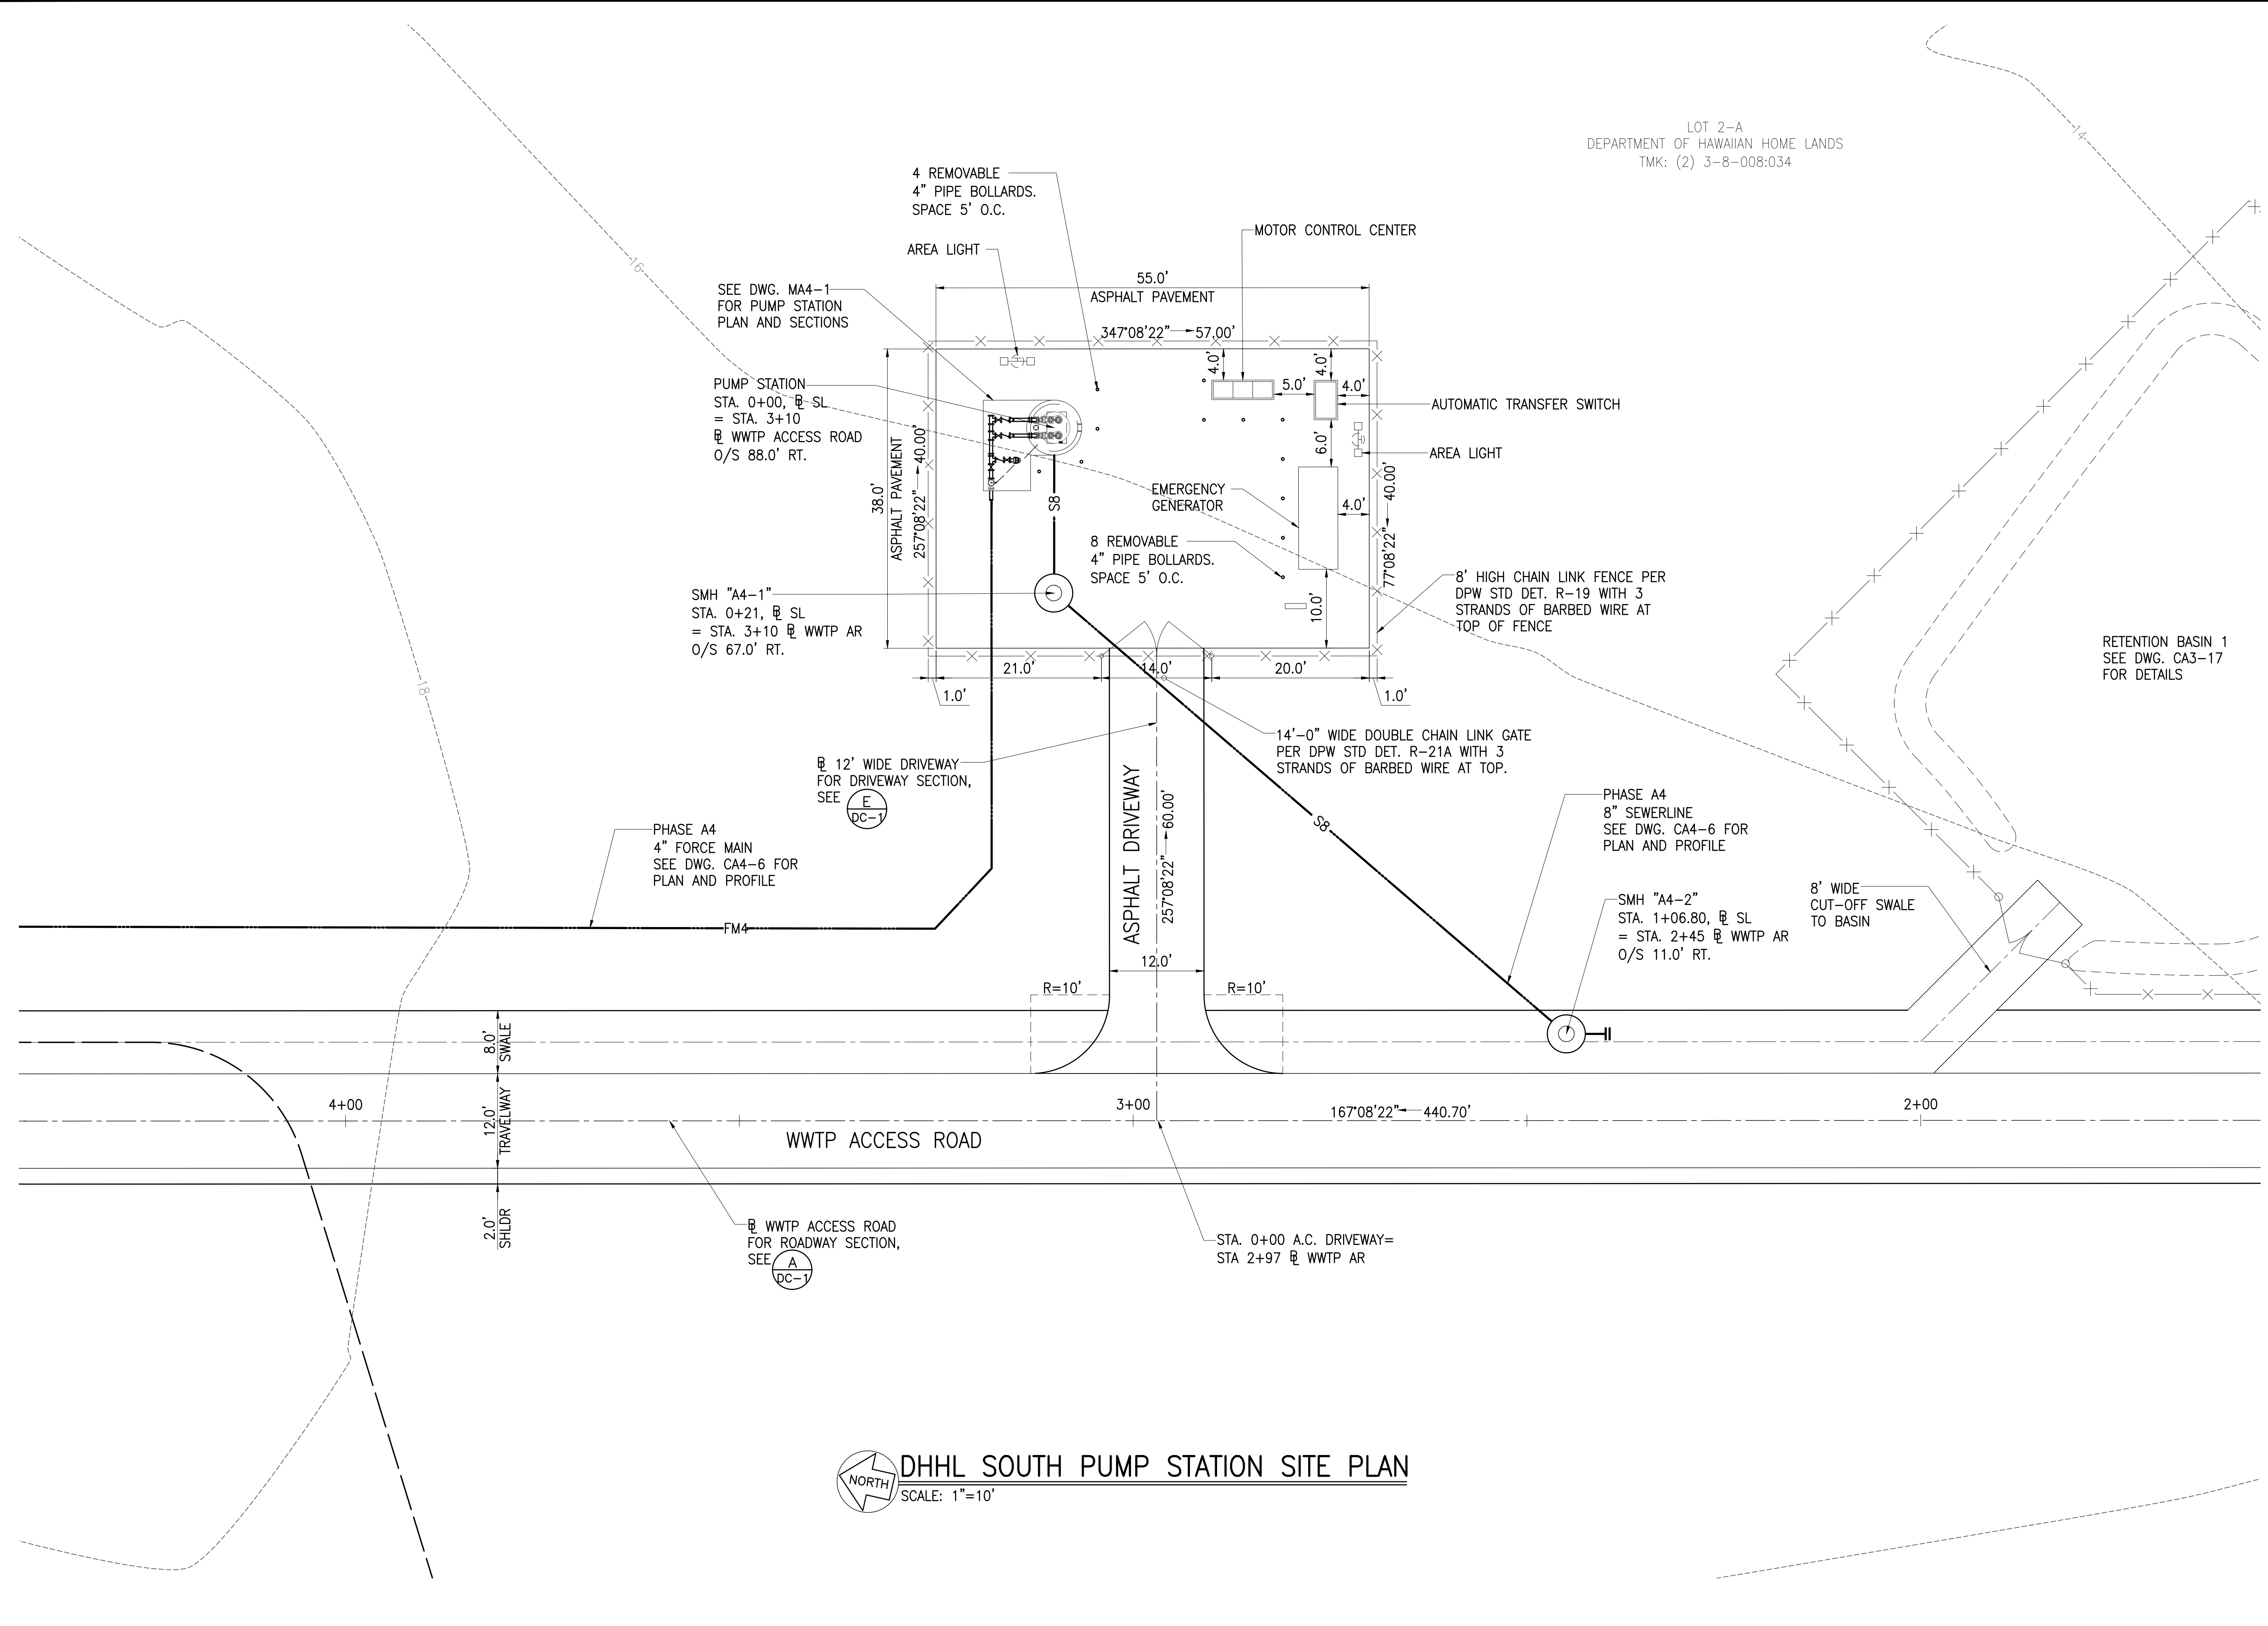 LOT 2-A
DEPARTMENT OF HAWAIIAN HOME LANDS
TMK: (2) 3-8-008:034
14
16
18
4 REMOVABLE
4" PIPE BOLLARDS.
SPACE 5' O.C.
AREA LIGHT
MOTOR CONTROL CENTER
SEE DWG. MA4-1
FOR PUMP STATION
PLAN AND SECTIONS
55.0'
ASPHALT PAVEMENT
347°08'22" 57.00'
4.0'
4.0'
5.0'
4.0'
PUMP STATION
STA. 0+00, ⅊ SL
= STA. 3+10
⅊ WWTP ACCESS ROAD
O/S 88.0' RT.
AUTOMATIC TRANSFER SWITCH
AREA LIGHT
6.0'
38.0'
ASPHALT PAVEMENT
257°08'22" 40.00'
S8
EMERGENCY
GENERATOR
4.0'
77°08'22" 40.00'
8 REMOVABLE
4" PIPE BOLLARDS.
SPACE 5' O.C.
10.0'
8' HIGH CHAIN LINK FENCE PER
DPW STD DET. R-19 WITH 3
STRANDS OF BARBED WIRE AT
TOP OF FENCE
SMH "A4-1"
STA. 0+21, ⅊ SL
= STA. 3+10 ⅊ WWTP AR
O/S 67.0' RT.
RETENTION BASIN 1
SEE DWG. CA3-17
FOR DETAILS
21.0'
14.0'
20.0'
1.0'
1.0'
14'-0" WIDE DOUBLE CHAIN LINK GATE
PER DPW STD DET. R-21A WITH 3
STRANDS OF BARBED WIRE AT TOP.
⅊ 12' WIDE DRIVEWAY
FOR DRIVEWAY SECTION,
SEE
E
DC-1
ASPHALT DRIVEWAY
257°08'22" 60.00'
S8
PHASE A4
8" SEWERLINE
SEE DWG. CA4-6 FOR
PLAN AND PROFILE
PHASE A4
4" FORCE MAIN
SEE DWG. CA4-6 FOR
PLAN AND PROFILE
FM4
SMH "A4-2"
STA. 1+06.80, ⅊ SL
= STA. 2+45 ⅊ WWTP AR
O/S 11.0' RT.
8' WIDE
CUT-OFF SWALE
TO BASIN
12.0'
R=10'
R=10'
8.0'
SWALE
12.0'
TRAVELWAY
2.0'
SHLDR
4+00
3+00
167°08'22" 440.70'
2+00
WWTP ACCESS ROAD
⅊ WWTP ACCESS ROAD
FOR ROADWAY SECTION,
SEE
A
DC-1
STA. 0+00 A.C. DRIVEWAY=
STA 2+97 ⅊ WWTP AR
NORTH
DHHL SOUTH PUMP STATION SITE PLAN
SCALE: 1"=10'